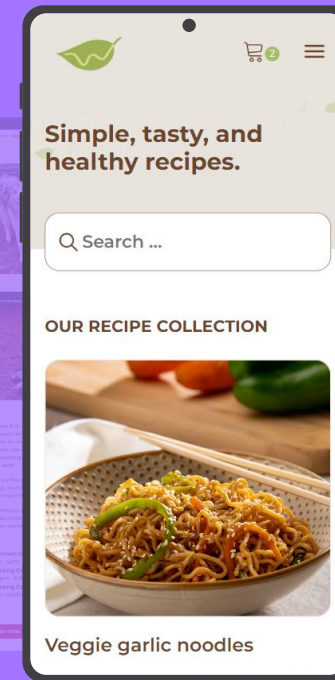 2
Simple, tasty, and
healthy recipes.
Search ...
OUR RECIPE COLLECTION
Veggie garlic noodles